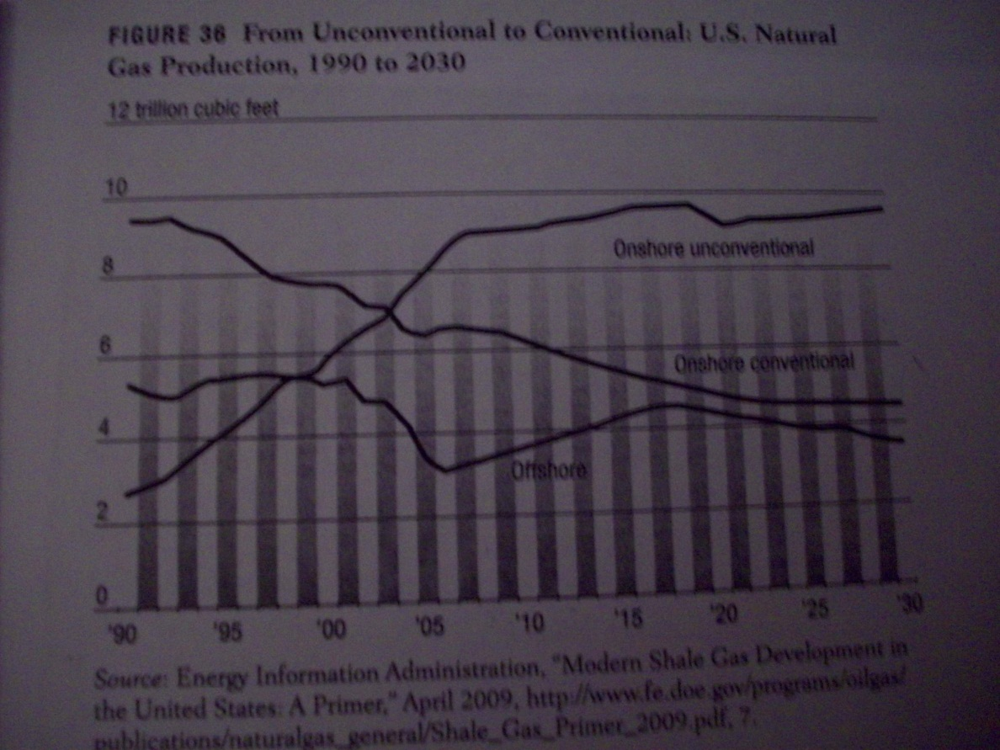 FIGURE 36 From Unconventional to Conventional: U.S. Natural
Gas Production, 1990 to 2030
12 trillion cubic feet
10
Onshore unconventional
8
6
Onshore conventional
4
Offshore
2
0
'90 '95 '00 '05 '10 '15 '20 '25 '30
Source: Energy Information Administration, "Modern Shale Gas Development in
the United States: A Primer," April 2009, http://www.fe.doe.gov/programs/oilgas/
publications/naturalgas_general/Shale_Gas_Primer_2009.pdf, 7.